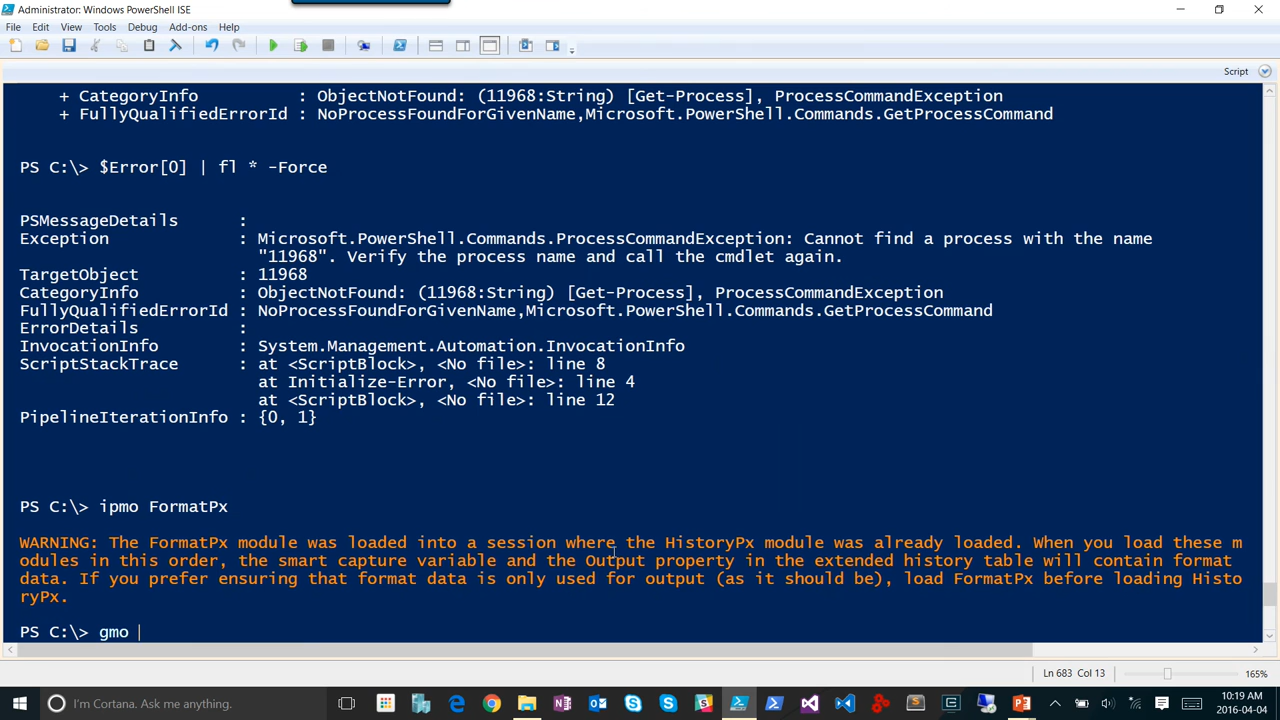 Administrator: Windows PowerShell ISE
File Edit View Tools Debug Add-ons Help
Script
+ CategoryInfo : ObjectNotFound: (11968:String) [Get-Process], ProcessCommandException
+ FullyQualifiedErrorId : NoProcessFoundForGivenName,Microsoft.PowerShell.Commands.GetProcessCommand
PS C:\> $Error[0] | fl * -Force
PSMessageDetails :
Exception : Microsoft.PowerShell.Commands.ProcessCommandException: Cannot find a process with the name
"11968". Verify the process name and call the cmdlet again.
TargetObject : 11968
CategoryInfo : ObjectNotFound: (11968:String) [Get-Process], ProcessCommandException
FullyQualifiedErrorId : NoProcessFoundForGivenName,Microsoft.PowerShell.Commands.GetProcessCommand
ErrorDetails :
InvocationInfo : System.Management.Automation.InvocationInfo
ScriptStackTrace : at <ScriptBlock>, <No file>: line 8
at Initialize-Error, <No file>: line 4
at <ScriptBlock>, <No file>: line 12
PipelineIterationInfo : {0, 1}
PS C:\> ipmo FormatPx
WARNING: The FormatPx module was loaded into a session where the HistoryPx module was already loaded. When you load these m
odules in this order, the smart capture variable and the Output property in the extended history table will contain format
data. If you prefer ensuring that format data is only used for output (as it should be), load FormatPx before loading Histo
ryPx.
PS C:\> gmo
Ln 683 Col 13 165%
I'm Cortana. Ask me anything.
10:19 AM
2016-04-04